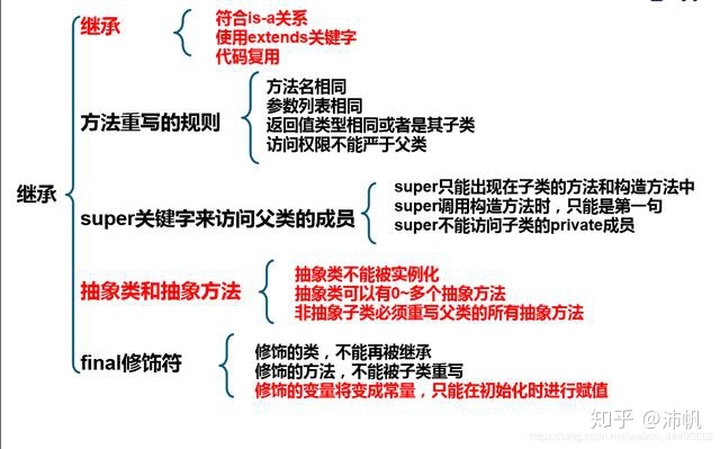 继承
继承
符合is-a关系
使用extends关键字
代码复用
方法重写的规则
方法名相同
参数列表相同
返回值类型相同或者是其子类
访问权限不能严于父类
super关键字来访问父类的成员
super只能出现在子类的方法和构造方法中
super调用构造方法时，只能是第一句
super不能访问子类的private成员
抽象类和抽象方法
抽象类不能被实例化
抽象类可以有0~多个抽象方法
非抽象子类必须重写父类的所有抽象方法
final修饰符
修饰的类，不能再被继承
修饰的方法，不能被子类重写
修饰的变量将变成常量，只能在初始化时进行赋值
知乎 @沛帆